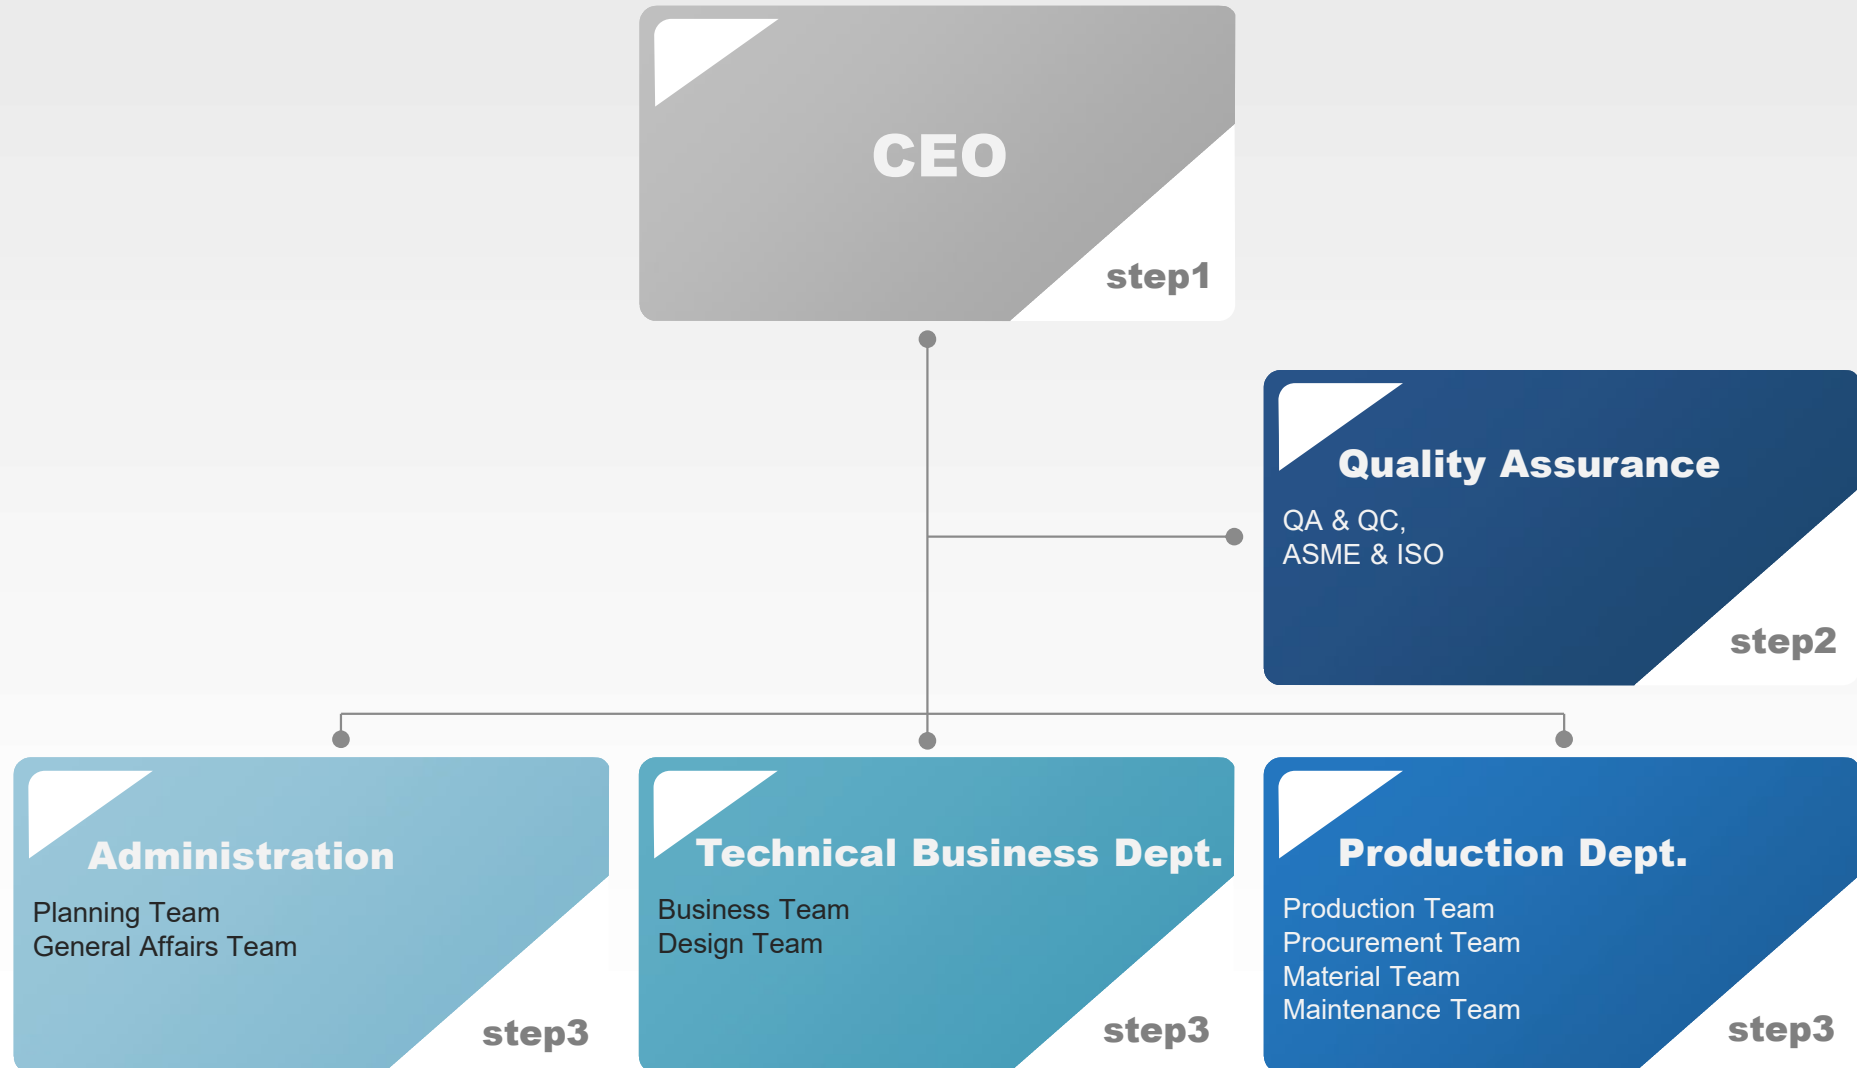 CEO
step1
Quality Assurance
QA & QC,
ASME & ISO
step2
Administration
Planning Team
General Affairs Team
step3
Technical Business Dept.
Business Team
Design Team
step3
Production Dept.
Production Team
Procurement Team
Material Team
Maintenance Team
step3